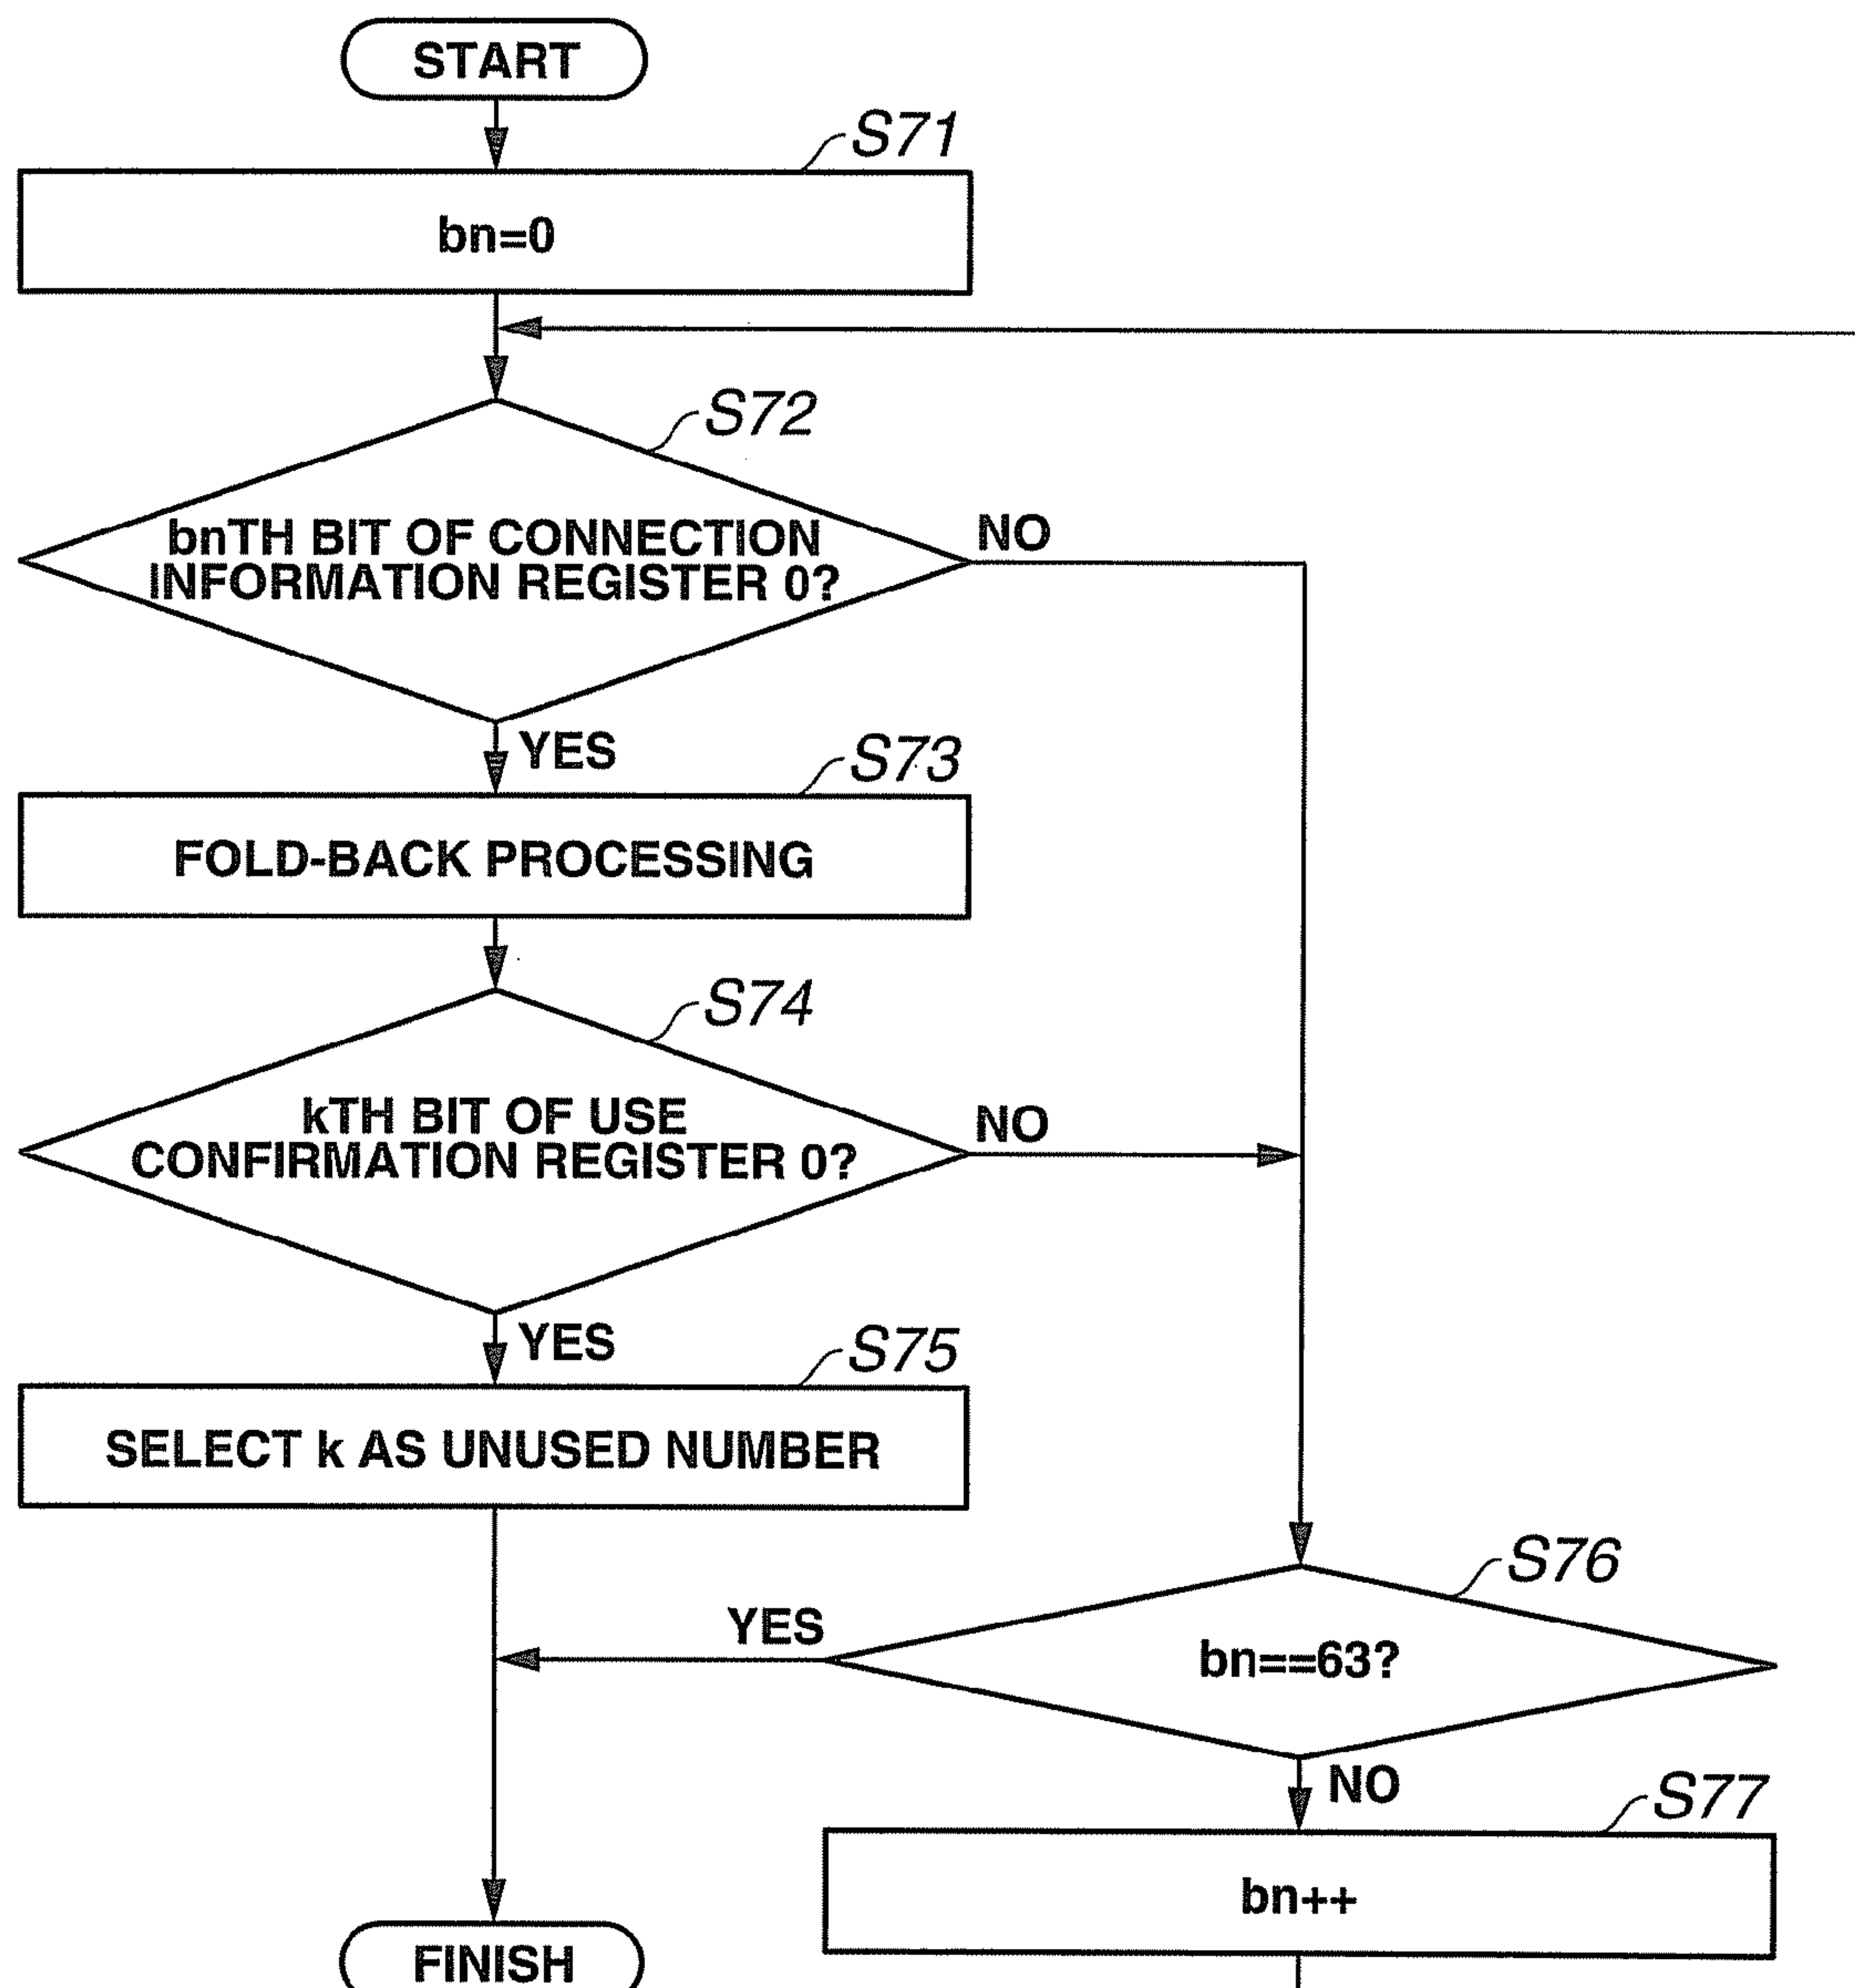 START
S71
bn=0
S72
bnTH BIT OF CONNECTION
INFORMATION REGISTER 0?
NO
YES
S73
FOLD-BACK PROCESSING
S74
kTH BIT OF USE
CONFIRMATION REGISTER 0?
NO
YES
S75
SELECT k AS UNUSED NUMBER
S76
YES
bn==63?
NO
S77
bn++
FINISH